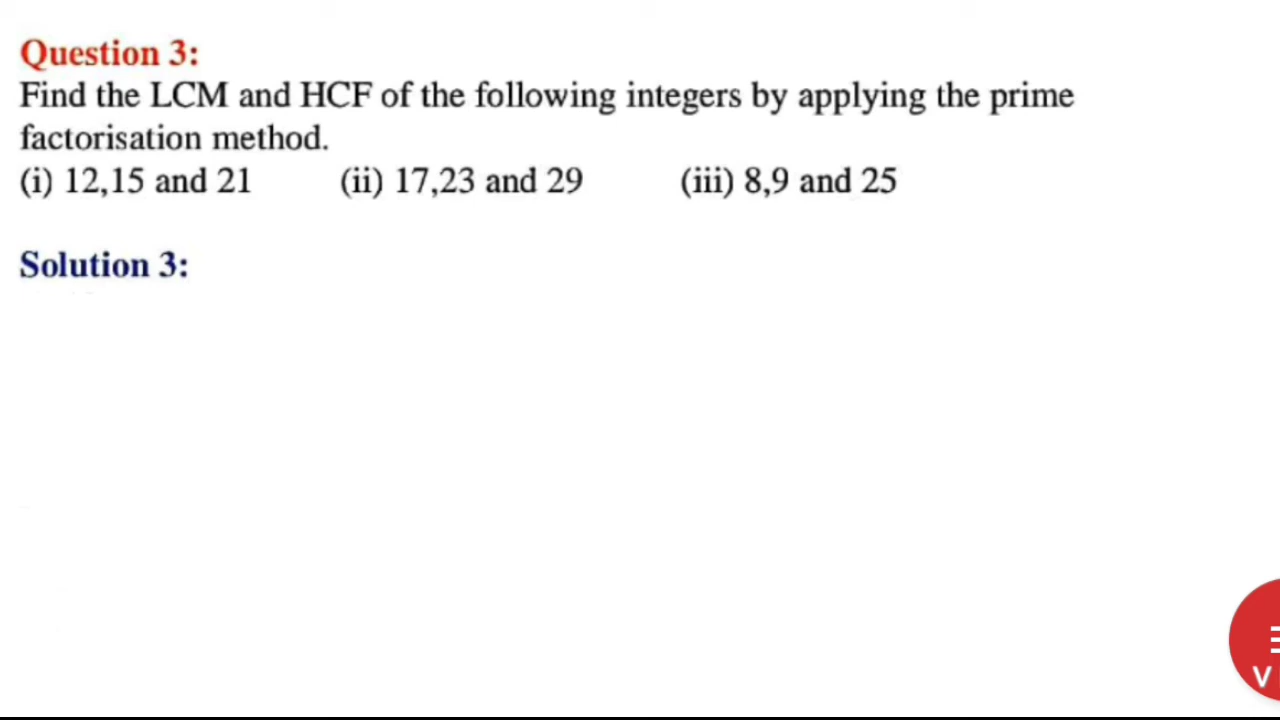 Question 3:
Find the LCM and HCF of the following integers by applying the prime
factorisation method.
(i) 12,15 and 21 (ii) 17,23 and 29 (iii) 8,9 and 25
Solution 3:
V